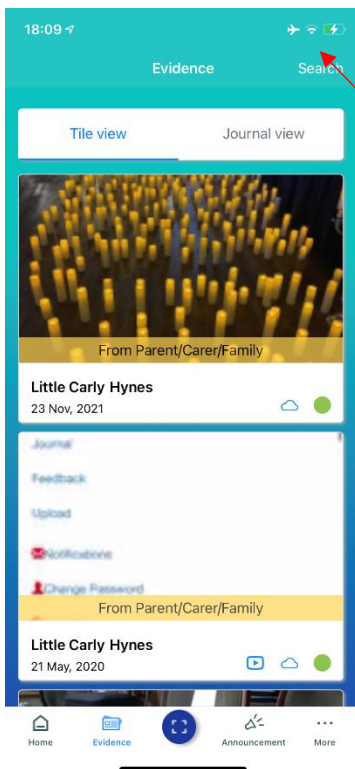 18:09
Evidence
Search
Tile view
Journal view
From Parent/Carer/Family
Little Carly Hynes
23 Nov, 2021
Journal
Feedback
Upload
Notifications
Change Password
From Parent/Carer/Family
Little Carly Hynes
21 May, 2020
Home
Evidence
Announcement
More